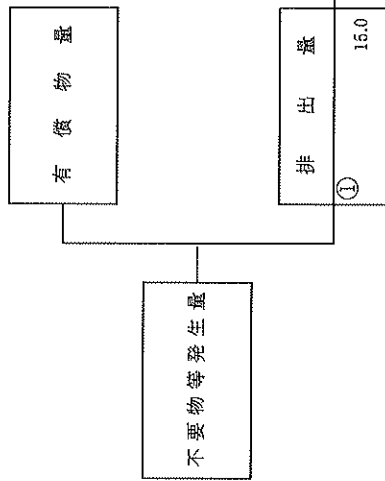 有償物量
不要物等発生量
排出量
①
15.0